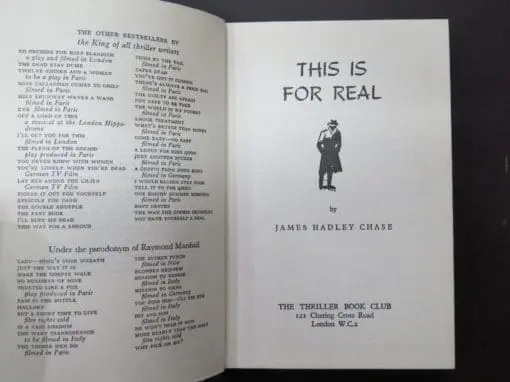 THE OTHER BESTSELLERS BY
the King of all thriller writers
NO ORCHIDS FOR MISS BLANDISH
a play and filmed in London
THE DEAD STAY DUMB
TWELVE CHINKS AND A WOMAN
to be a play in Paris
MISS CALLAGHAN COMES TO GRIEF
filmed in Paris
MISS SHUMWAY WAVES A WAND
filmed in Paris
EVE filmed in Paris
GET A LOAD OF THIS
a musical at the London Hippo-
drome
I'LL GET YOU FOR THIS
filmed in London
THE FLESH OF THE ORCHID
play produced in Paris
YOU NEVER KNOW WITH WOMEN
YOU'RE LONELY WHEN YOU'RE DEAD
German TV Film
LAY HER AMONG THE LILIES
German TV Film
FIGURE IT OUT FOR YOURSELF
STRICTLY FOR CASH
THE DOUBLE SHUFFLE
THE FAST BUCK
I'LL BURY MY DEAD
THIS WAY FOR A SHROUD
TIGER BY THE TAIL
filmed in Paris
SAFER DEAD
YOU'VE GOT IT COMING
THERE'S ALWAYS A PRICE TAG
filmed in Paris
THE GUILTY ARE AFRAID
NOT SAFE TO BE FREE
THE WORLD IN MY POCKET
filmed in Paris
SHOCK TREATMENT
WHAT'S BETTER THAN MONEY
filmed in Paris
COME EASY—GO EASY
filmed in Paris
A LOTUS FOR MISS QUON
JUST ANOTHER SUCKER
filmed in Paris
A COFFIN FROM HONG KONG
filmed in Germany
I WOULD RATHER STAY POOR
TELL IT TO THE BIRDS
ONE BRIGHT SUMMER MORNING
filmed in Paris
SOFT CENTRE
THE WAY THE COOKIE CRUMBLES
YOU HAVE YOURSELF A DEAL
Under the pseudonym of Raymond Marshall
LADY—HERE'S YOUR WREATH
JUST THE WAY IT IS
MAKE THE CORPSE WALK
NO BUSINESS OF MINE
TRUSTED LIKE A FOX
play produced in Paris
PAW IN THE BOTTLE
MALLORY
BUT A SHORT TIME TO LIVE
film rights sold
IN A VAIN SHADOW
THE WARY TRANSGRESSOR
to be filmed in Italy
THE THINGS MEN DO
filmed in Paris
THE SUCKER PUNCH
filmed in Nice
RUTHLESS
MISSION TO VENICE
filmed in Paris
MISSION TO SIENA
filmed in Germany
YOU FIND HIM—I'LL FIX HIM
filmed in Italy
HIT AND RUN
filmed in Italy
HE WON'T NEED IT NOW
film rights sold
WHY PICK ON ME?
THIS IS
FOR REAL
by
JAMES HADLEY CHASE
THE THRILLER BOOK CLUB
121 Charing Cross Road
London W.C.2